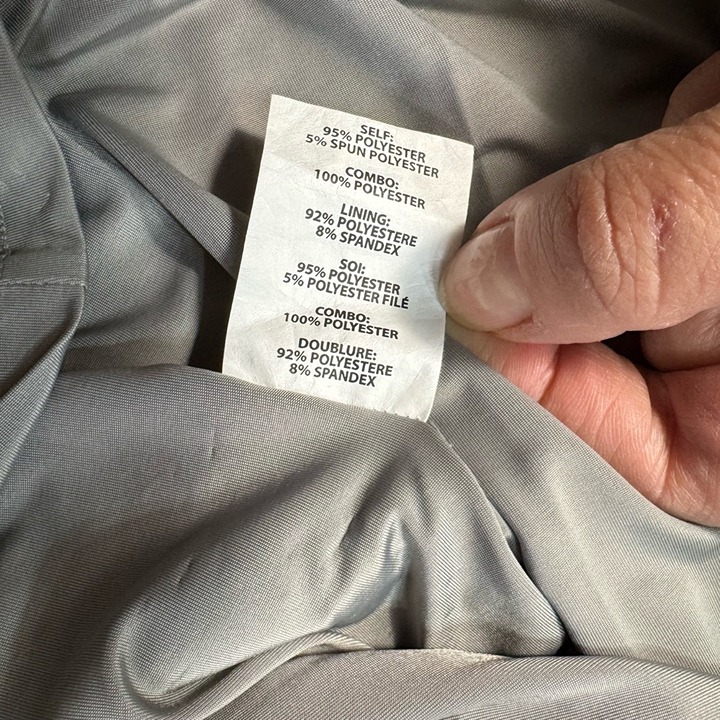 SELF:
95% POLYESTER
5% SPUN POLYESTER
COMBO:
100% POLYESTER
LINING:
92% POLYESTERE
8% SPANDEX
SOI:
95% POLYESTER
5% POLYESTER FILÉ
COMBO:
100% POLYESTER
DOUBLURE:
92% POLYESTERE
8% SPANDEX